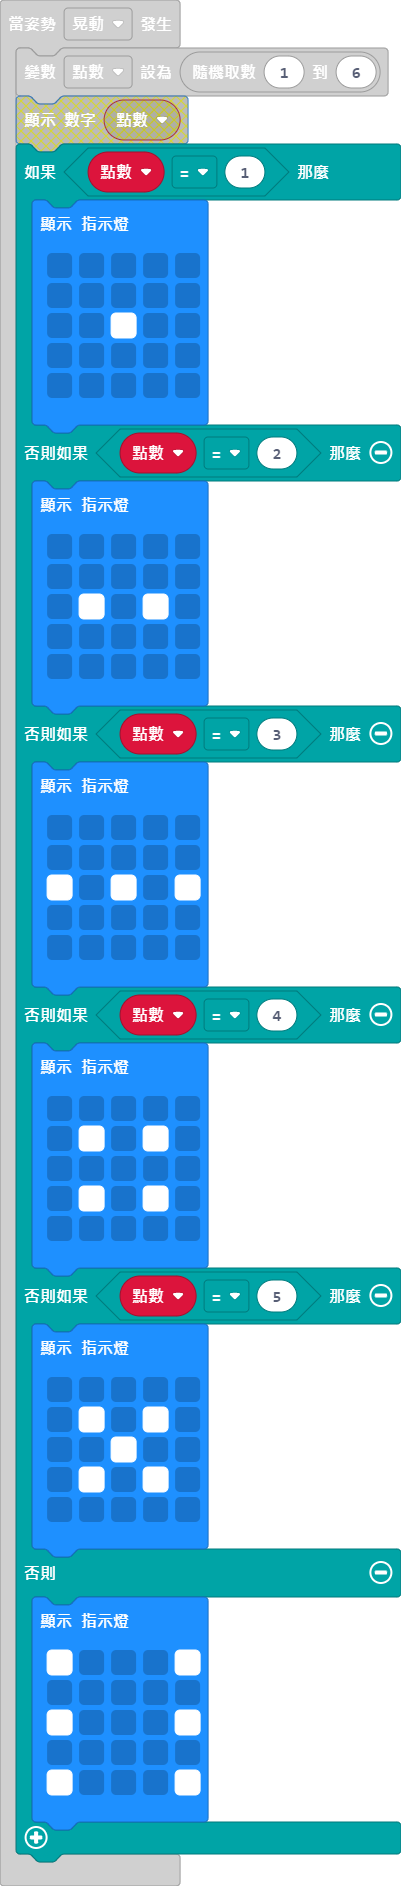 當姿勢 晃動 發生
變數 點數 設為 隨機取數 1 到 6
顯示 數字 點數
如果 點數 = 1 那麼
顯示 指示燈
否則如果 點數 = 2 那麼
顯示 指示燈
否則如果 點數 = 3 那麼
顯示 指示燈
否則如果 點數 = 4 那麼
顯示 指示燈
否則如果 點數 = 5 那麼
顯示 指示燈
否則
顯示 指示燈